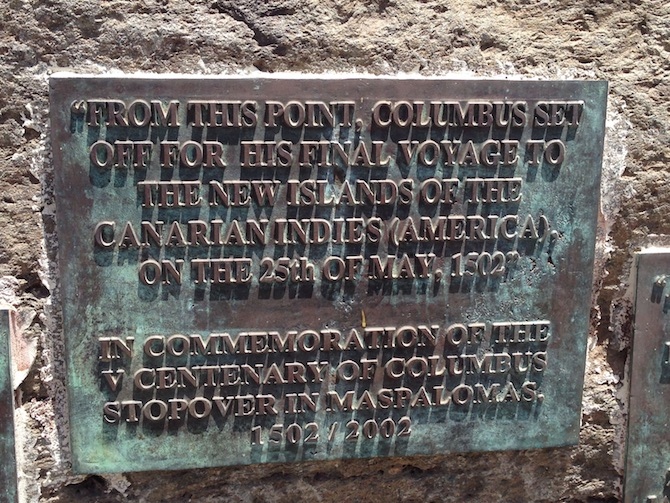 “FROM THIS POINT, COLUMBUS SET
OFF FOR HIS FINAL VOYAGE TO
THE NEW ISLANDS OF THE
CANARIAN INDIES (AMERICA),
ON THE 25th OF MAY, 1502”
IN COMMEMORATION OF THE
V CENTENARY OF COLUMBUS
STOPOVER IN MASPALOMAS.
1502 / 2002